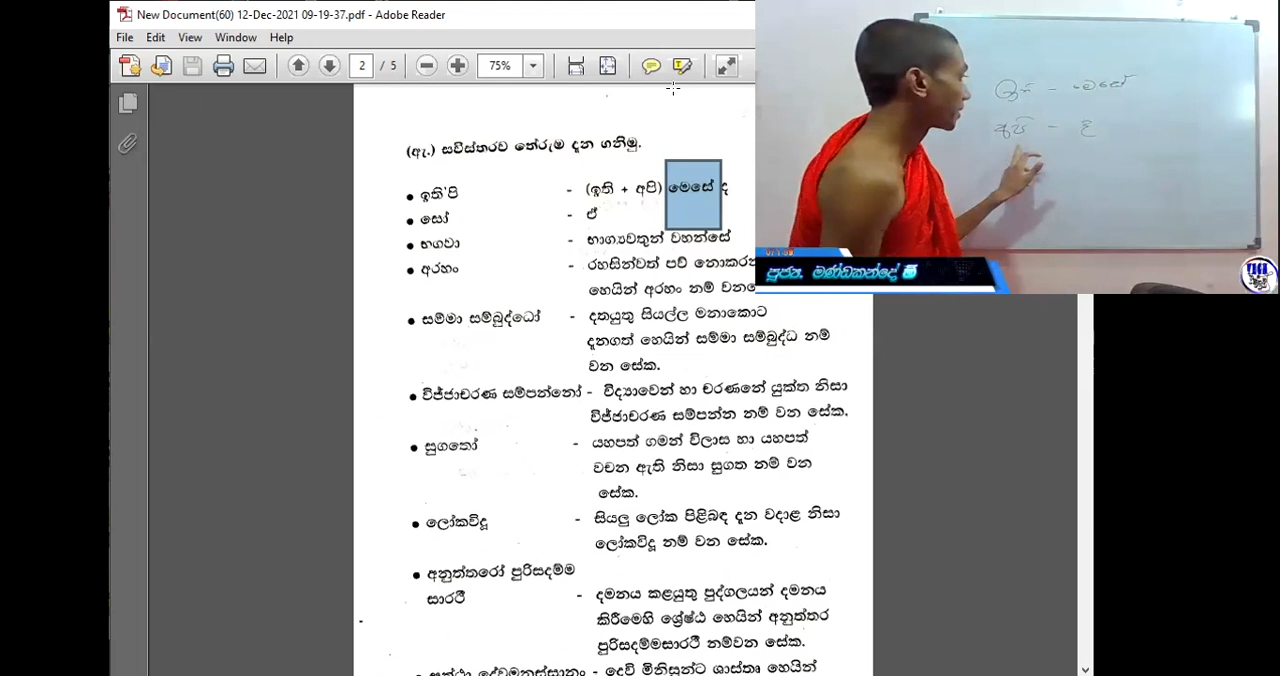 New Document(60) 12-Dec-2021 09-19-37.pdf - Adobe Reader
File Edit View Window Help
2 / 5 75%
(ඇ.) සවිස්තරව තේරුම දැන ගනිමු.
• ඉති'පි - (ඉති + අපි) මෙසේ ද
• සෝ - ඒ
• භගවා - භාග්‍යවතුන් වහන්සේ
• අරහං - රහසින්වත් පව් නොකරන
හෙයින් අරහං නම් වන
• සම්මා සම්බුද්ධෝ - දතයුතු සියල්ල මනාකොට
දැනගත් හෙයින් සම්මා සම්බුද්ධ නම්
වන සේක.
• විජ්ජාචරණ සම්පන්නෝ - විද්‍යාවෙන් හා චරණනේ යුක්ත නිසා
විජ්ජාචරණ සම්පන්න නම් වන සේක.
• සුගතෝ - යහපත් ගමන් විලාස හා යහපත්
වචන ඇති නිසා සුගත නම් වන
සේක.
• ලෝකවිදූ - සියලු ලෝක පිළිබඳ දැන වදාළ නිසා
ලෝකවිදූ නම් වන සේක.
• අනුත්තරෝ පුරිසදම්ම
සාරථී - දමනය කළයුතු පුද්ගලයන් දමනය
කිරීමෙහි ශ්‍රේෂ්ඨ හෙයින් අනුත්තර
පුරිසදම්මසාරථී නම්වන සේක.
දේවමනුස්සානං - දෙවි මිනිසුන්ට ශාස්තෘ හෙයින්
ඉති - මෙසේ
අපි - ද
පූජ්‍ය. මණ්ඩකන්දේ